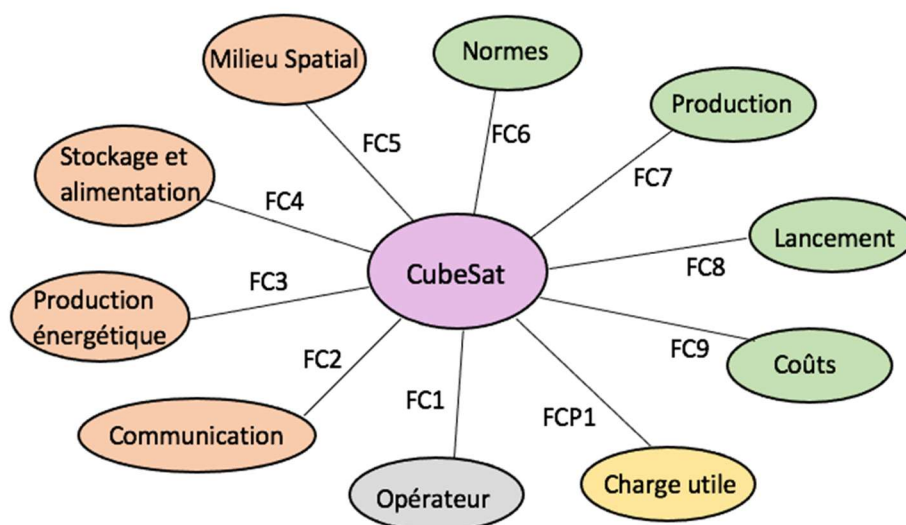 Milieu Spatial
Normes
Production
FC5
FC6
Stockage et
alimentation
FC7
FC4
Lancement
CubeSat
FC8
FC3
Production
énergétique
FC2
FC9
Coûts
FC1
FCP1
Communication
Opérateur
Charge utile